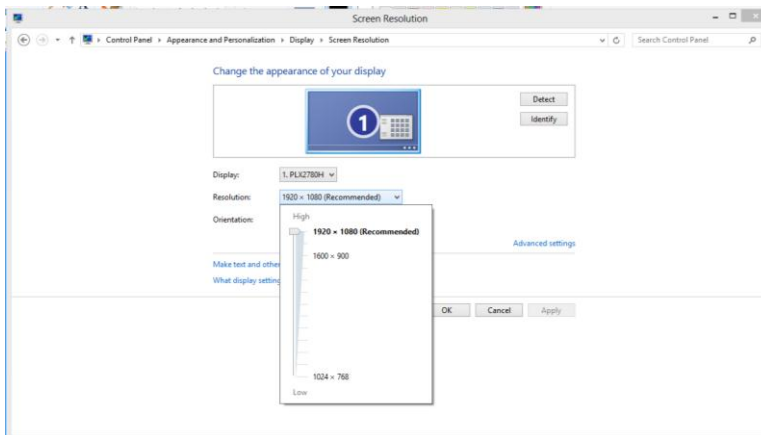 Screen Resolution
Control Panel › Appearance and Personalization › Display › Screen Resolution
Search Control Panel
Change the appearance of your display
1
Detect
Identify
Display: 1. PLX2780H
Resolution: 1920 × 1080 (Recommended)
Orientation:
High
1920 × 1080 (Recommended)
Advanced settings
1600 × 900
Make text and other
What display setting
OK Cancel Apply
1024 × 768
Low